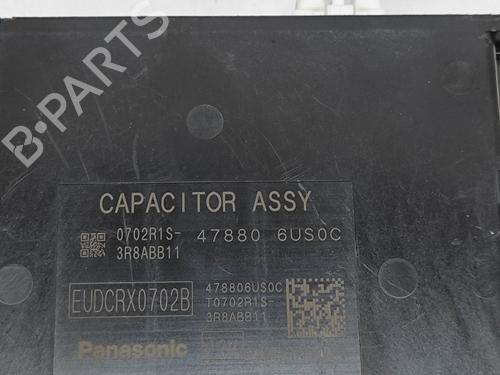 B-PARTS
CAPACITOR ASSY
0702R1S-
3R8ABB11
47880 6US0C
EUDCRX0702B
478806US0C
T0702R1S-
3R8ABB11
Panasonic